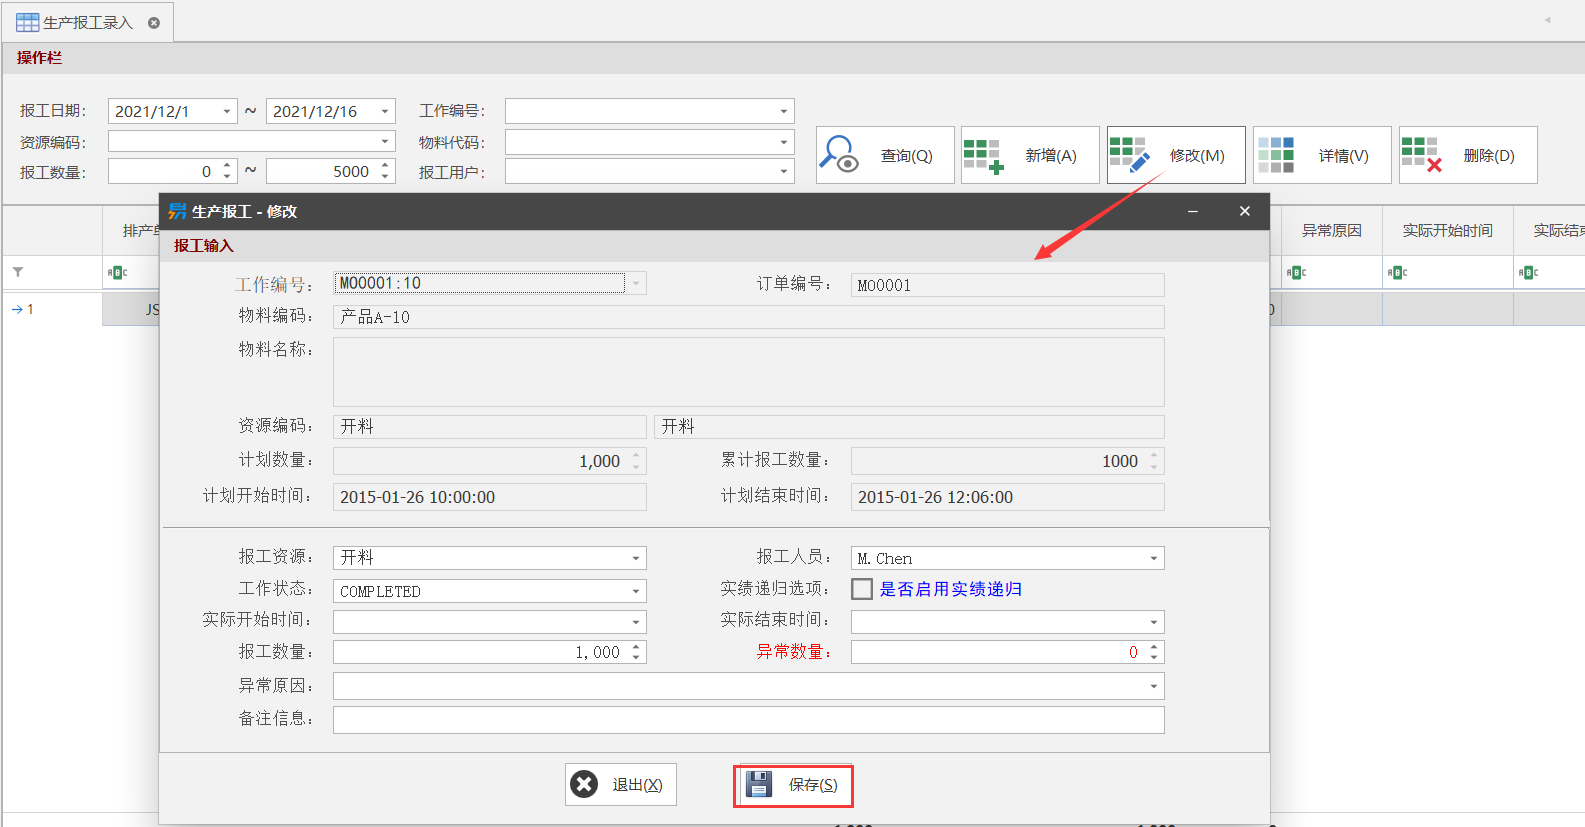 生产报工录入
操作栏
报工日期： 2021/12/1 ~ 2021/12/16 工作编号：
资源编码： 物料代码：
报工数量： 0 ~ 5000 报工用户：
查询(Q) 新增(A) 修改(M) 详情(V) 删除(D)
生产报工 - 修改
排产单 异常原因 实际开始时间 实际结束
1 JS 0
报工输入
工作编号： MO0001:10 订单编号： MO0001
物料编码： 产品A-10
物料名称：
资源编码： 开料 开料
计划数量： 1,000 累计报工数量： 1000
计划开始时间： 2015-01-26 10:00:00 计划结束时间： 2015-01-26 12:06:00
报工资源： 开料 报工人员： M.Chen
工作状态： COMPLETED 实绩递归选项： 是否启用实绩递归
实际开始时间： 实际结束时间：
报工数量： 1,000 异常数量： 0
异常原因：
备注信息：
退出(X) 保存(S)